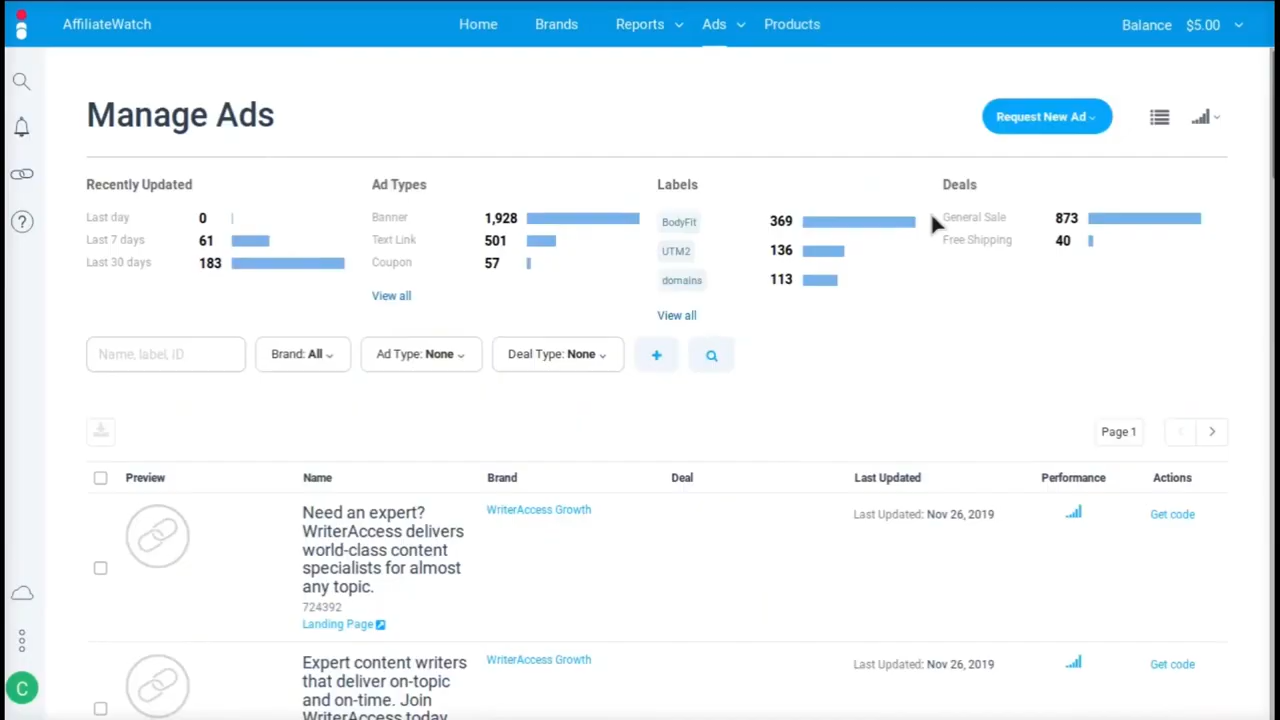 AffiliateWatch Home Brands Reports Ads Products Balance $5.00
Manage Ads
Request New Ad
Recently Updated
Last day 0
Last 7 days 61
Last 30 days 183
Ad Types
Banner 1,928
Text Link 501
Coupon 57
View all
Labels
BodyFit 369
UTM2 136
domains 113
View all
Deals
General Sale 873
Free Shipping 40
Name, label, ID Brand: All Ad Type: None Deal Type: None
Page 1
Preview Name Brand Deal Last Updated Performance Actions
Need an expert?
WriterAccess delivers
world-class content
specialists for almost
any topic.
724392
Landing Page
WriterAccess Growth
Last Updated: Nov 26, 2019
Get code
Expert content writers
that deliver on-topic
and on-time. Join
WriterAccess today
WriterAccess Growth
Last Updated: Nov 26, 2019
Get code
C